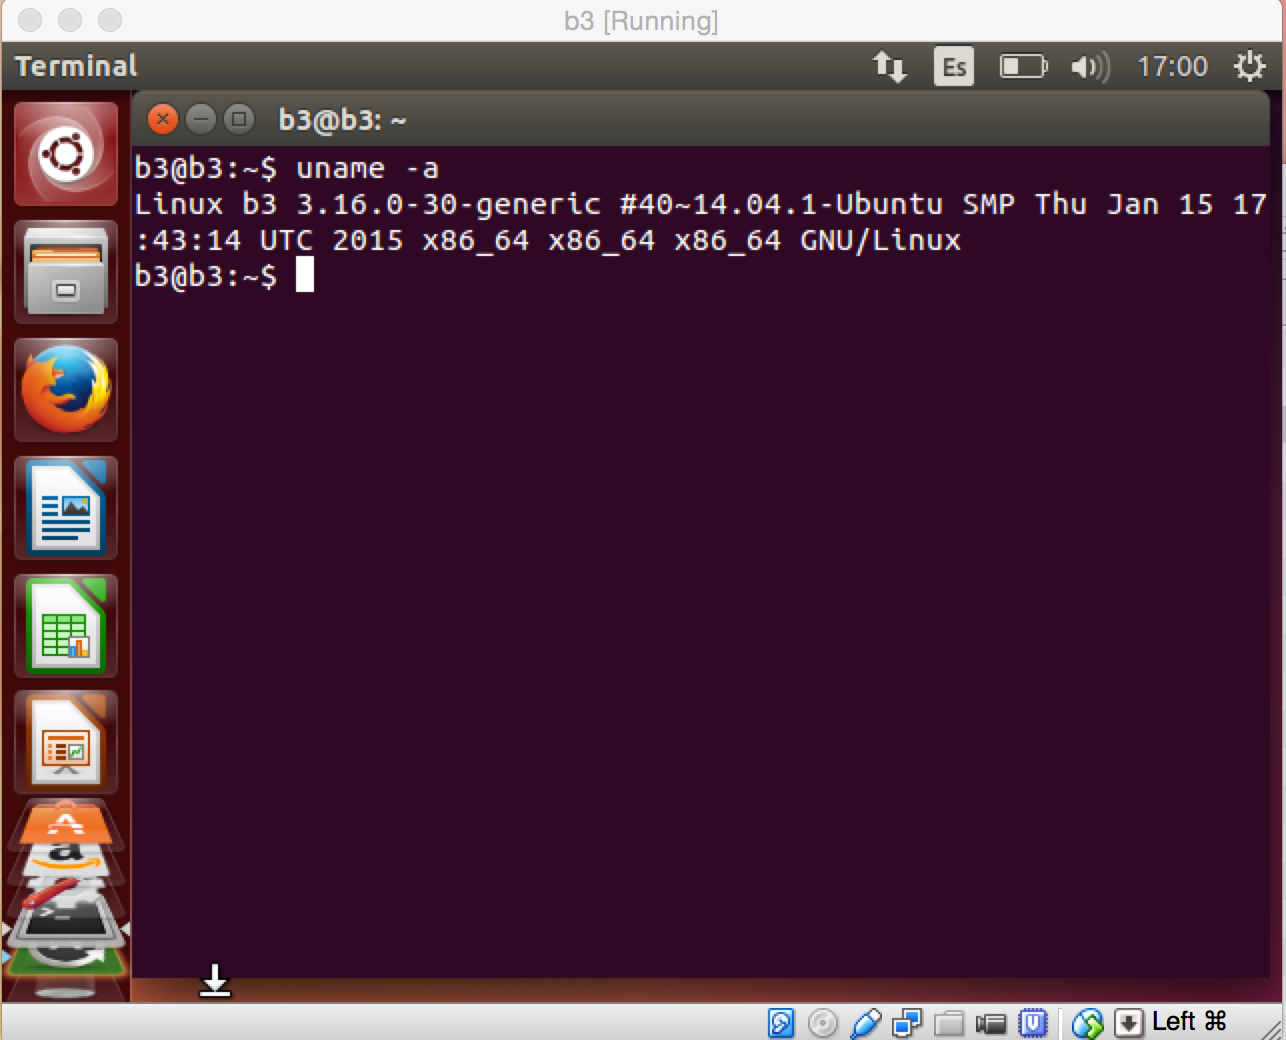 b3 [Running]
Terminal
Es
17:00
b3@b3: ~
b3@b3:~$ uname -a
Linux b3 3.16.0-30-generic #40~14.04.1-Ubuntu SMP Thu Jan 15 17
:43:14 UTC 2015 x86_64 x86_64 x86_64 GNU/Linux
b3@b3:~$
Left ⌘